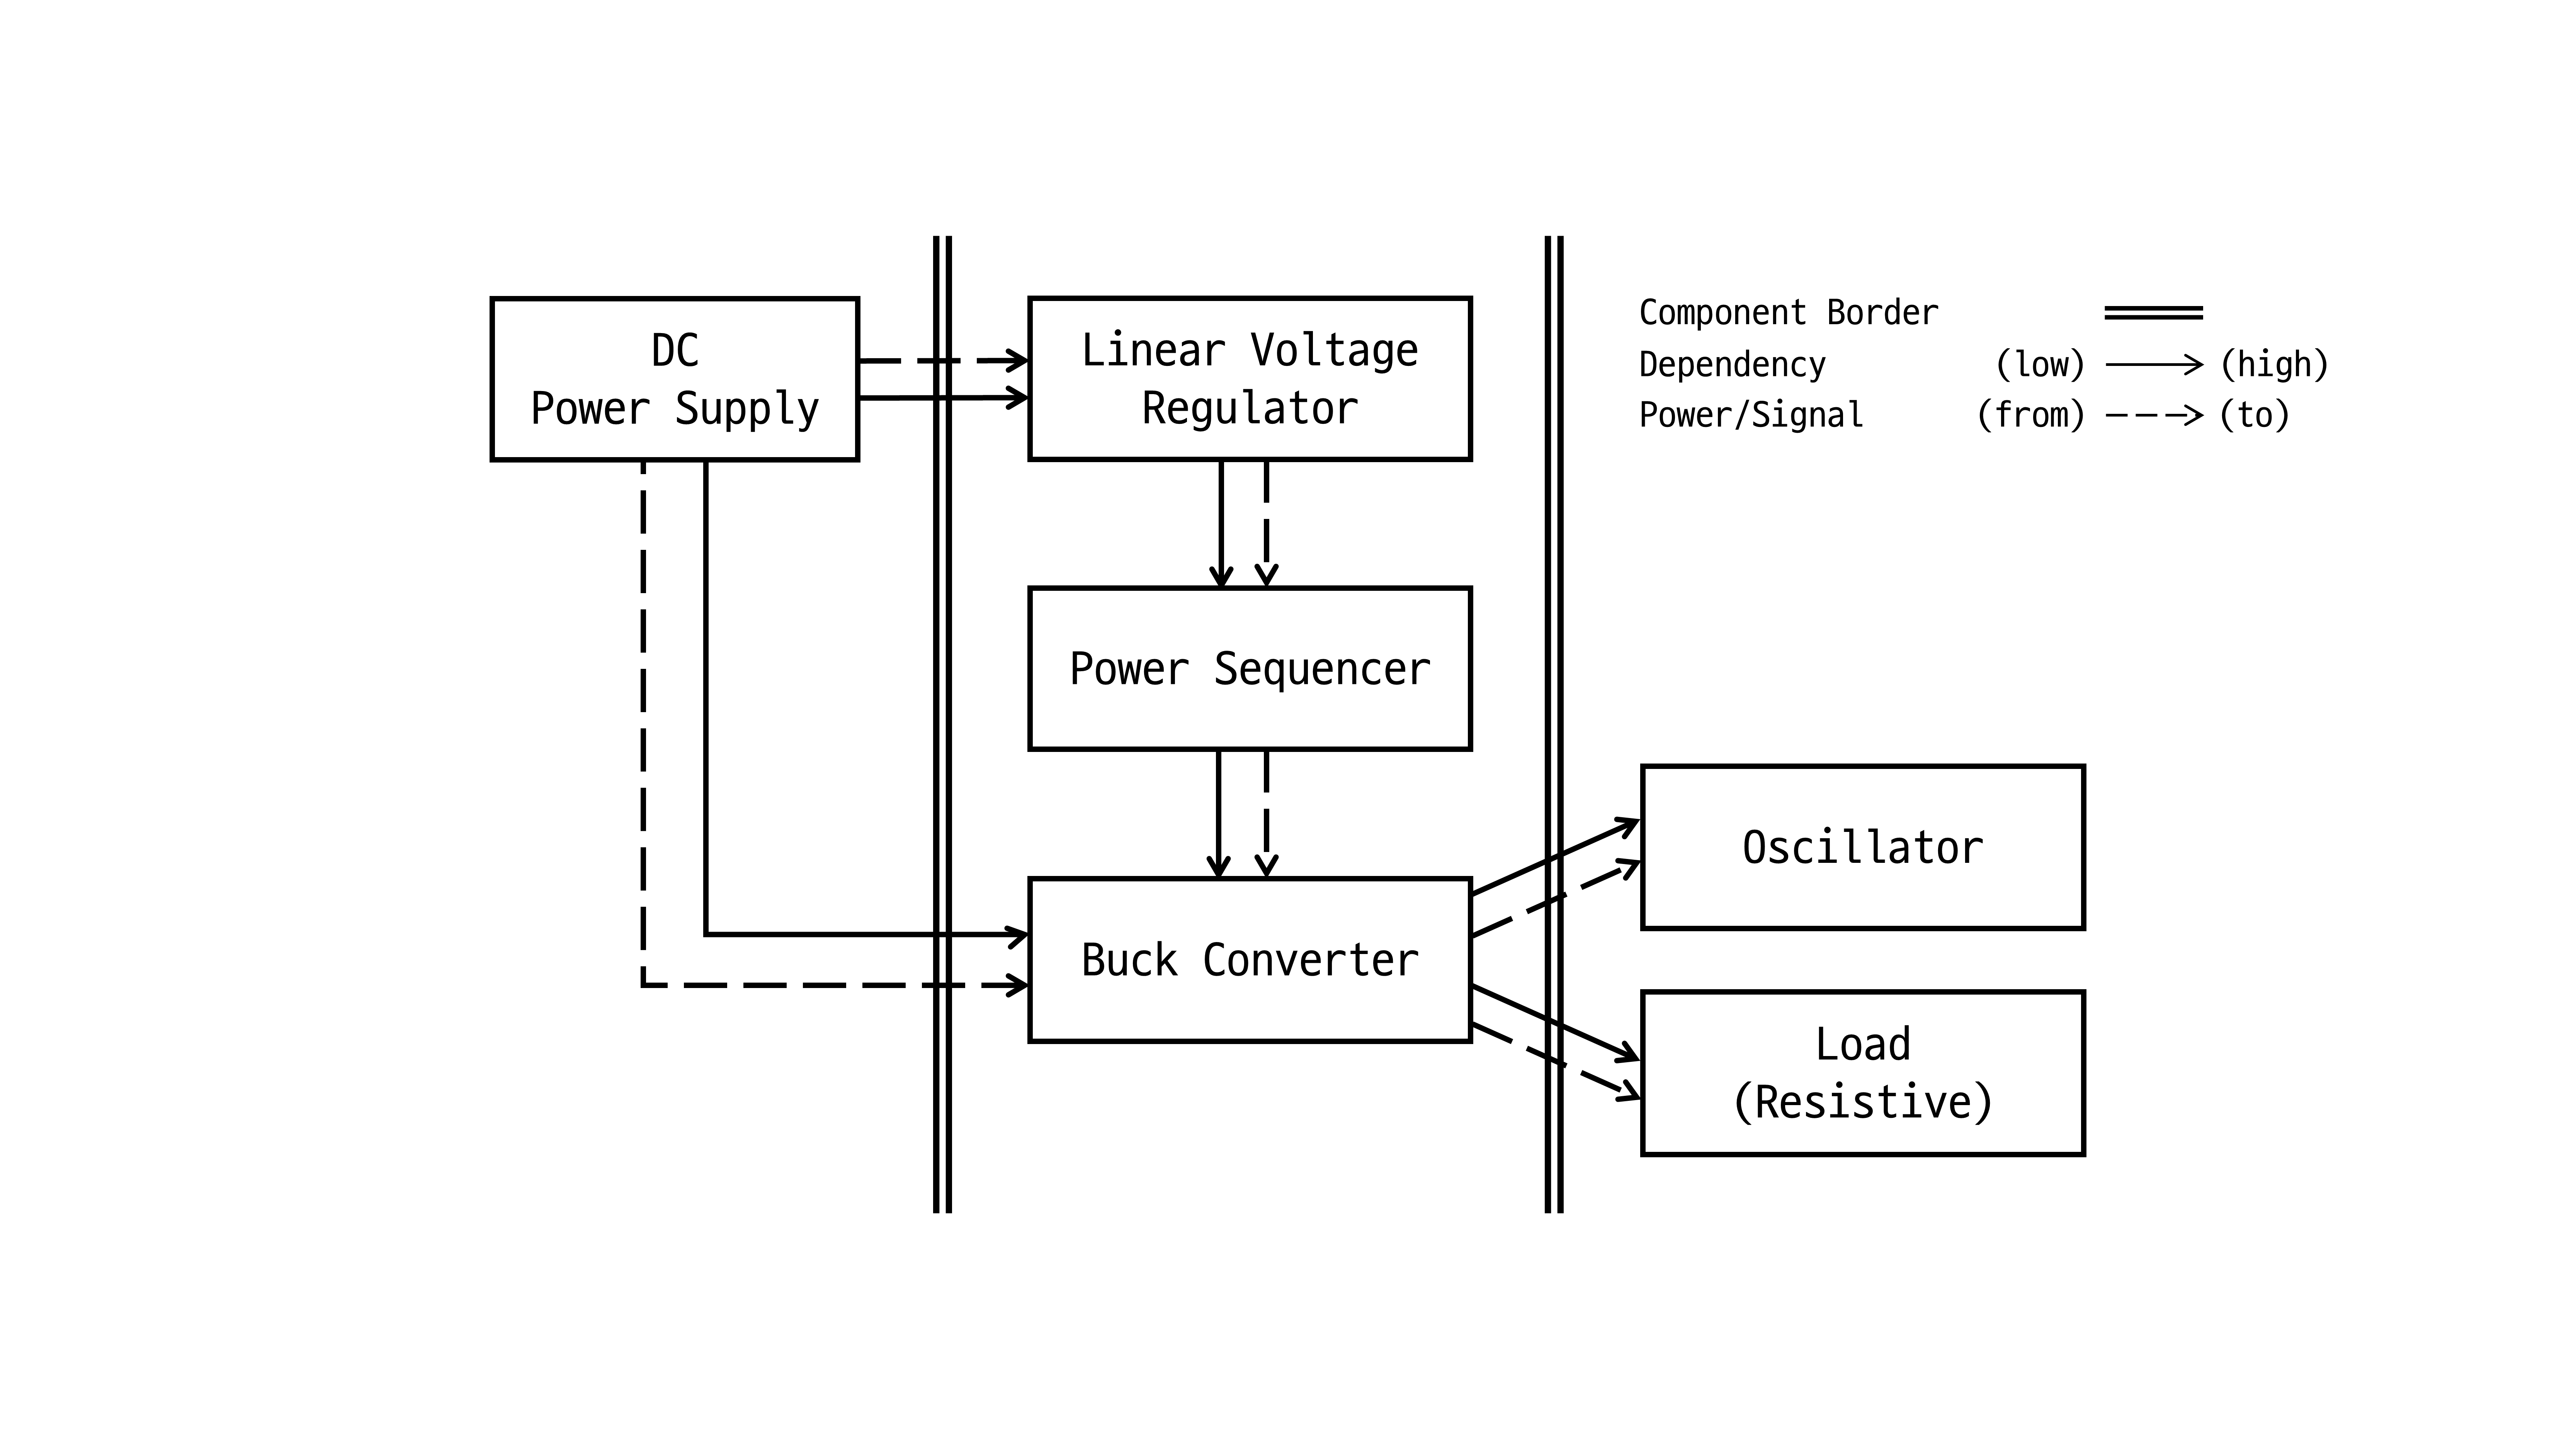 DC
Power Supply
Linear Voltage
Regulator
Component Border
Dependency (low) (high)
Power/Signal (from) (to)
Power Sequencer
Oscillator
Buck Converter
Load
(Resistive)